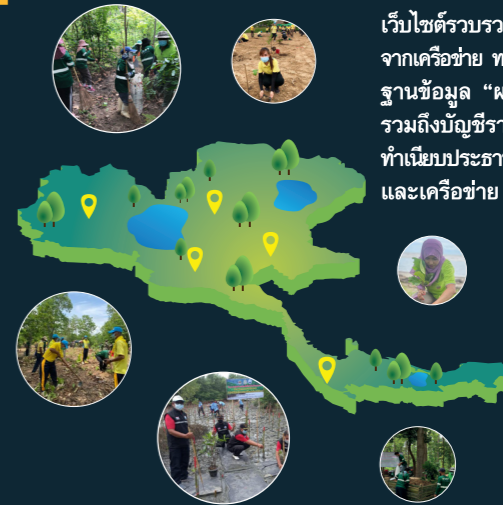 เว็บไซต์รวบรว
จากเครือข่าย ท
ฐานข้อมูล “ผ
รวมถึงบัญชีรา
ทำเนียบประธา
และเครือข่าย